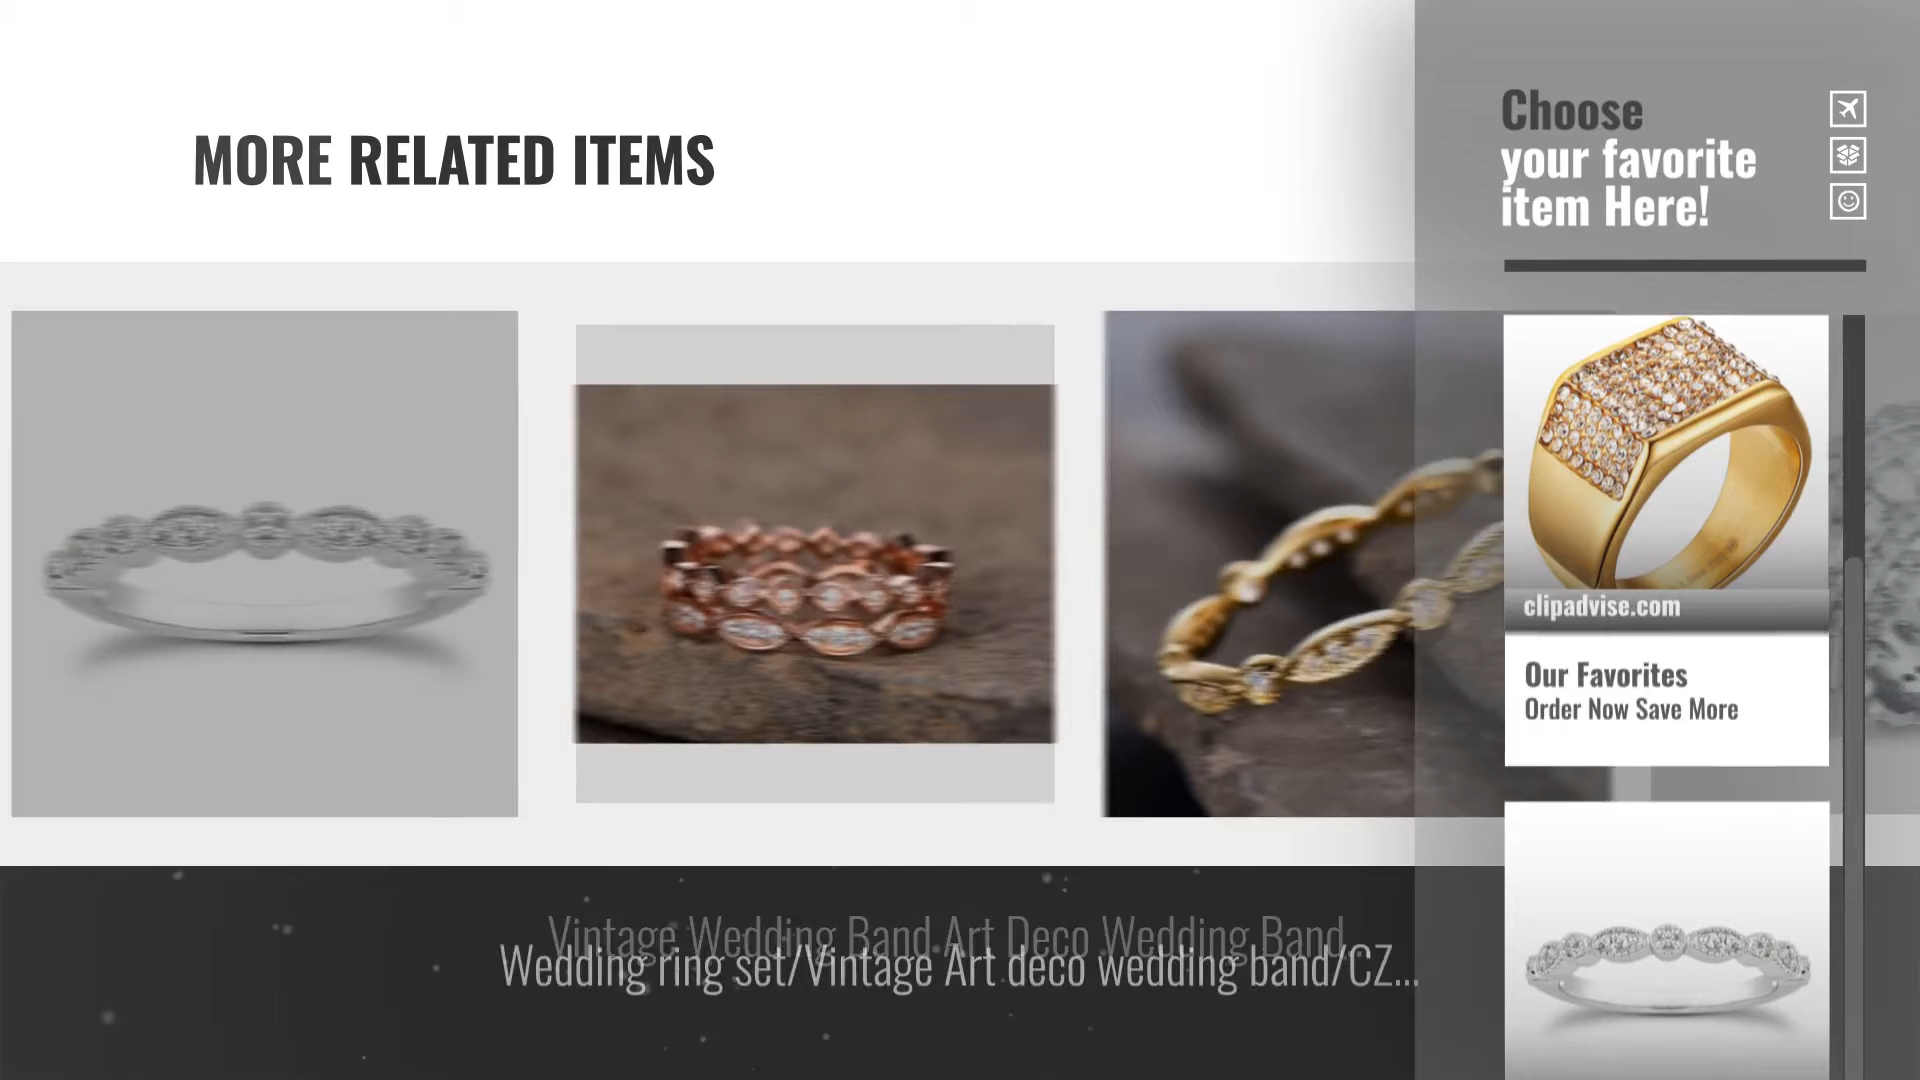 MORE RELATED ITEMS
Choose
your favorite
item Here!
clipadvise.com
Our Favorites
Order Now Save More
Vintage Wedding Band Art Deco Wedding Band...
Wedding ring set/Vintage Art deco wedding band/CZ...